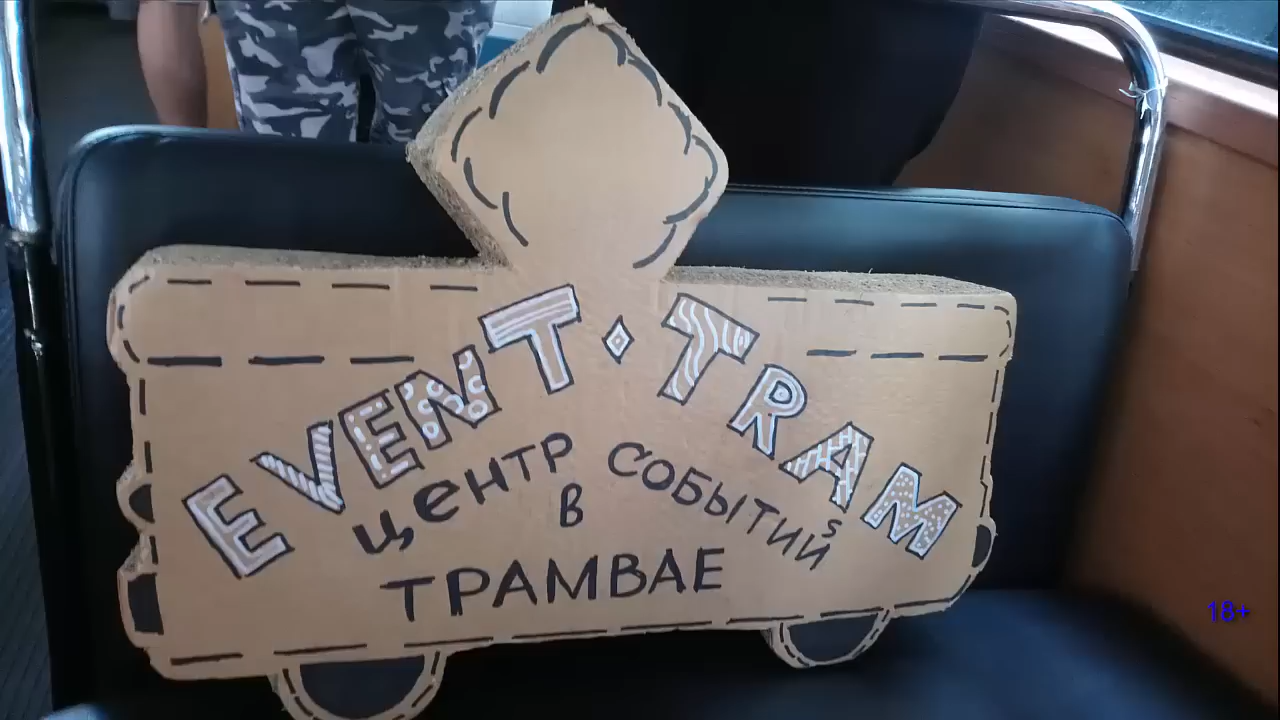 EVENT · TRAM
центр СОБЫТИЙ
В
ТРАМВАЕ
18+